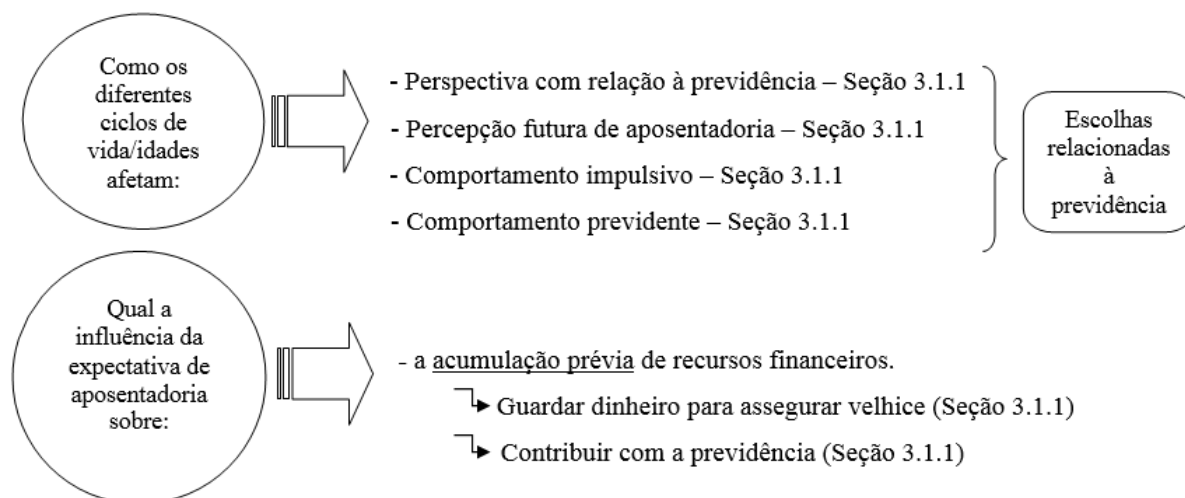 Como os
diferentes
ciclos de
vida/idades
afetam:
- Perspectiva com relação à previdência – Seção 3.1.1
- Percepção futura de aposentadoria – Seção 3.1.1
- Comportamento impulsivo – Seção 3.1.1
- Comportamento previdente – Seção 3.1.1
Escolhas
relacionadas
à
previdência
Qual a
influência da
expectativa de
aposentadoria
sobre:
- a acumulação prévia de recursos financeiros.
Guardar dinheiro para assegurar velhice (Seção 3.1.1)
Contribuir com a previdência (Seção 3.1.1)